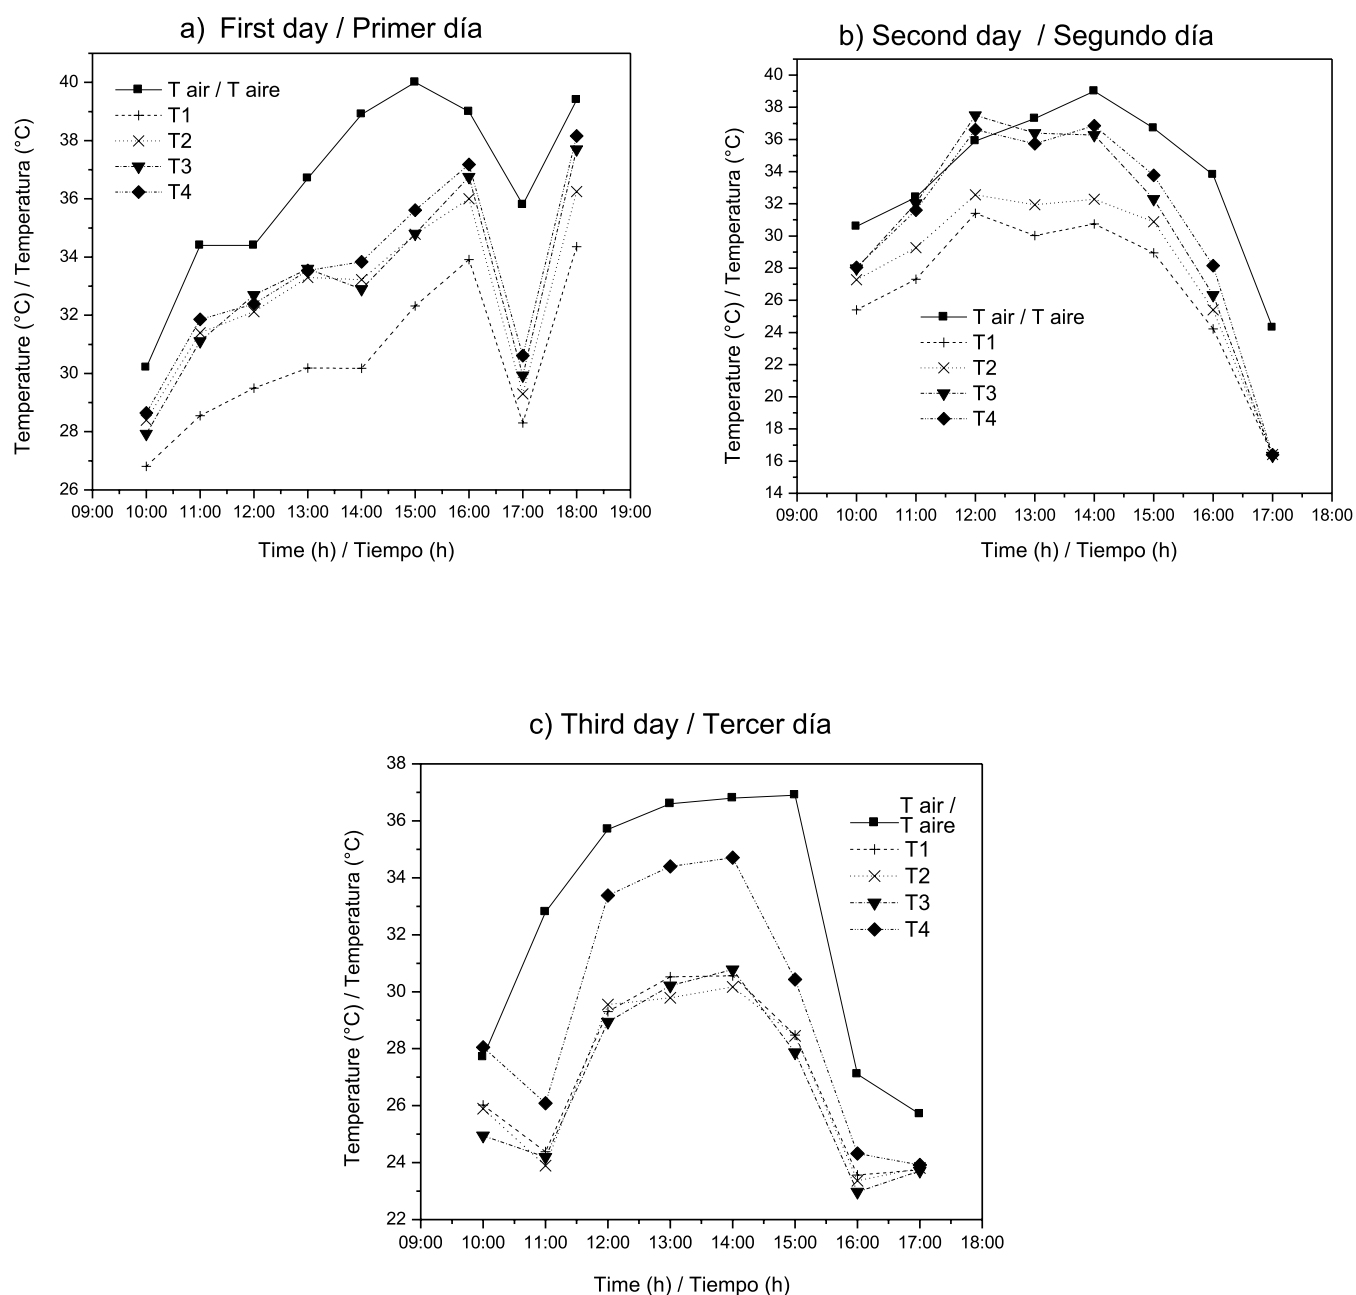 a) First day / Primer día
40
38
36
34
32
30
28
26
Temperature (°C) / Temperatura (°C)
T air / T aire
T1
T2
T3
T4
09:00 10:00 11:00 12:00 13:00 14:00 15:00 16:00 17:00 18:00 19:00
Time (h) / Tiempo (h)
b) Second day / Segundo día
40
38
36
34
32
30
28
26
24
22
20
18
16
14
Temperature (°C) / Temperatura (°C)
T air / T aire
T1
T2
T3
T4
09:00 10:00 11:00 12:00 13:00 14:00 15:00 16:00 17:00 18:00
Time (h) / Tiempo (h)
c) Third day / Tercer día
38
36
34
32
30
28
26
24
22
Temperature (°C) / Temperatura (°C)
T air /
T aire
T1
T2
T3
T4
09:00 10:00 11:00 12:00 13:00 14:00 15:00 16:00 17:00 18:00
Time (h) / Tiempo (h)